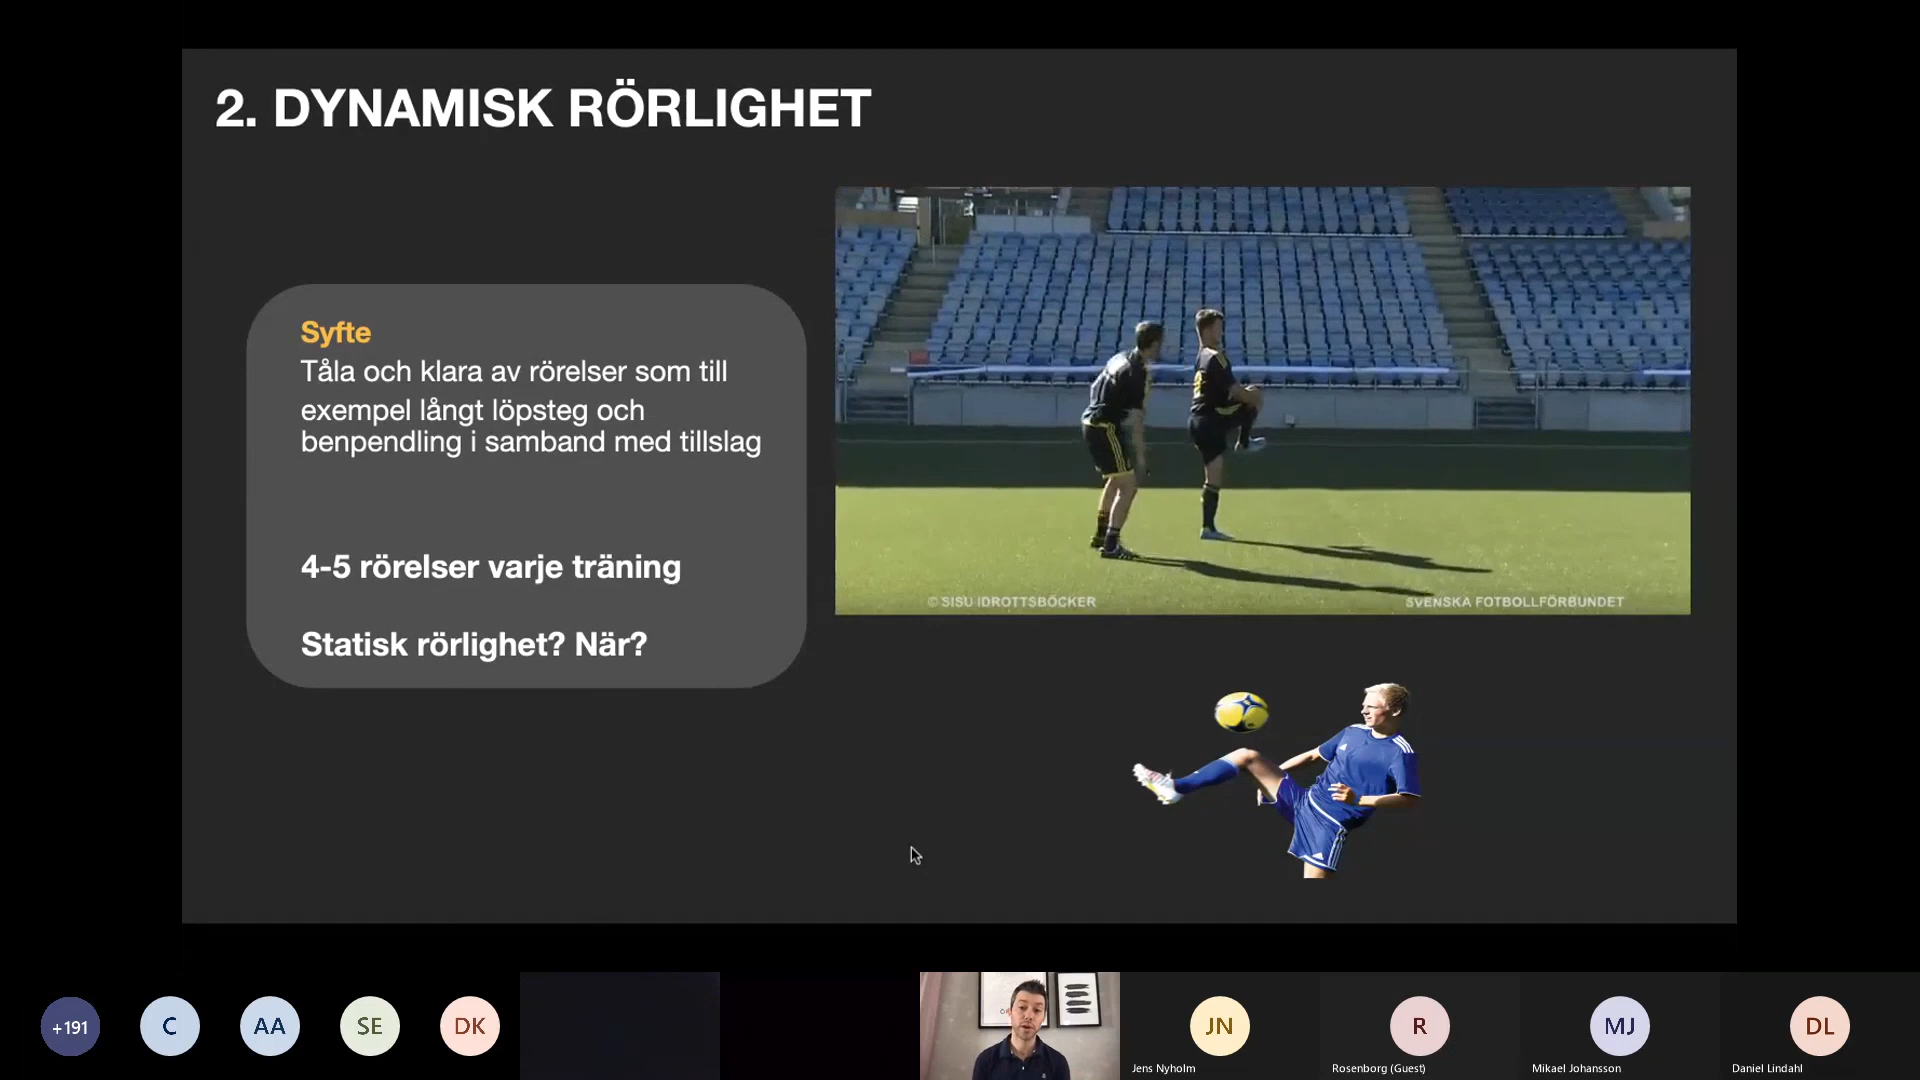 2. DYNAMISK RÖRLIGHET
Syfte
Tåla och klara av rörelser som till
exempel långt löpsteg och
benpendling i samband med tillslag
4-5 rörelser varje träning
Statisk rörlighet? När?
© SISU IDROTTSBÖCKER
SVENSKA FOTBOLLFÖRBUNDET
+191
C
AA
SE
DK
JN
R
MJ
DL
Jens Nyholm
Rosenborg (Guest)
Mikael Johansson
Daniel Lindahl